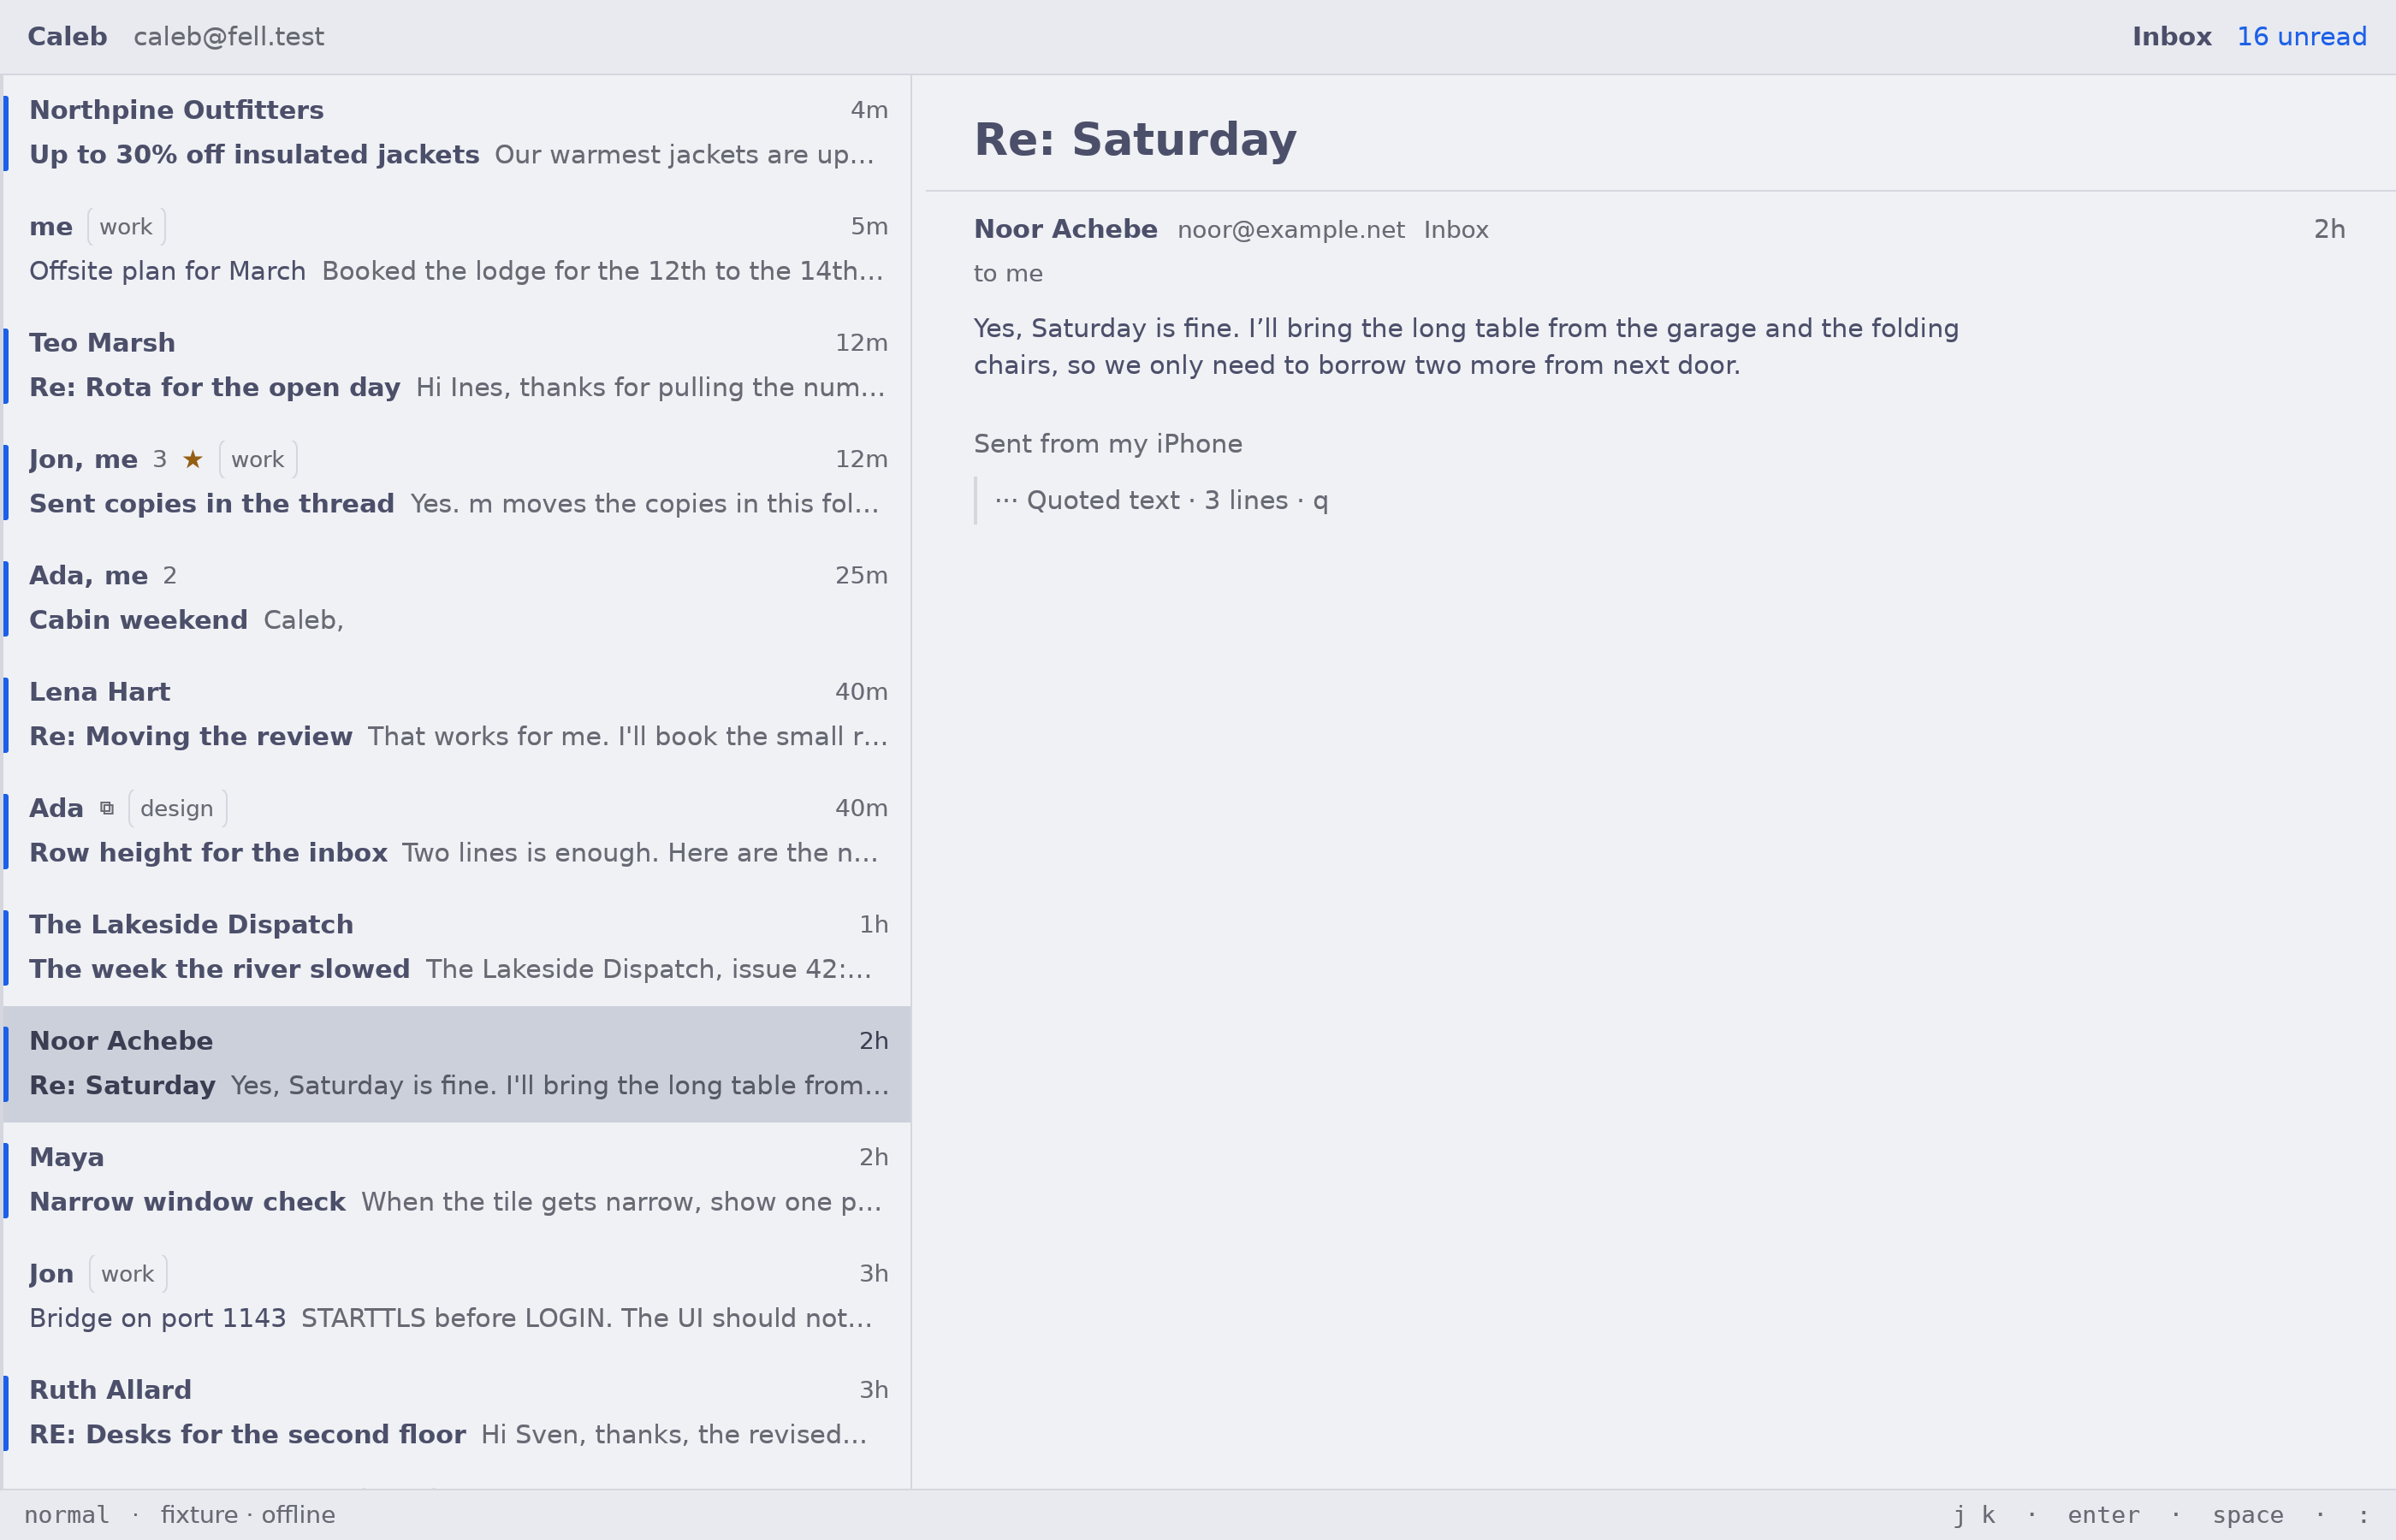 Caleb caleb@fell.test
Inbox 16 unread
Northpine Outfitters 4m
Up to 30% off insulated jackets Our warmest jackets are up…
me work 5m
Offsite plan for March Booked the lodge for the 12th to the 14th…
Teo Marsh 12m
Re: Rota for the open day Hi Ines, thanks for pulling the num…
Jon, me 3 ★ work 12m
Sent copies in the thread Yes. m moves the copies in this fol…
Ada, me 2 25m
Cabin weekend Caleb,
Lena Hart 40m
Re: Moving the review That works for me. I'll book the small r…
Ada design 40m
Row height for the inbox Two lines is enough. Here are the n…
The Lakeside Dispatch 1h
The week the river slowed The Lakeside Dispatch, issue 42:…
Noor Achebe 2h
Re: Saturday Yes, Saturday is fine. I'll bring the long table from…
Maya 2h
Narrow window check When the tile gets narrow, show one p…
Jon work 3h
Bridge on port 1143 STARTTLS before LOGIN. The UI should not…
Ruth Allard 3h
RE: Desks for the second floor Hi Sven, thanks, the revised…
Re: Saturday
Noor Achebe noor@example.net Inbox 2h
to me
Yes, Saturday is fine. I’ll bring the long table from the garage and the folding
chairs, so we only need to borrow two more from next door.
Sent from my iPhone
··· Quoted text · 3 lines · q
normal · fixture · offline
j k · enter · space · :